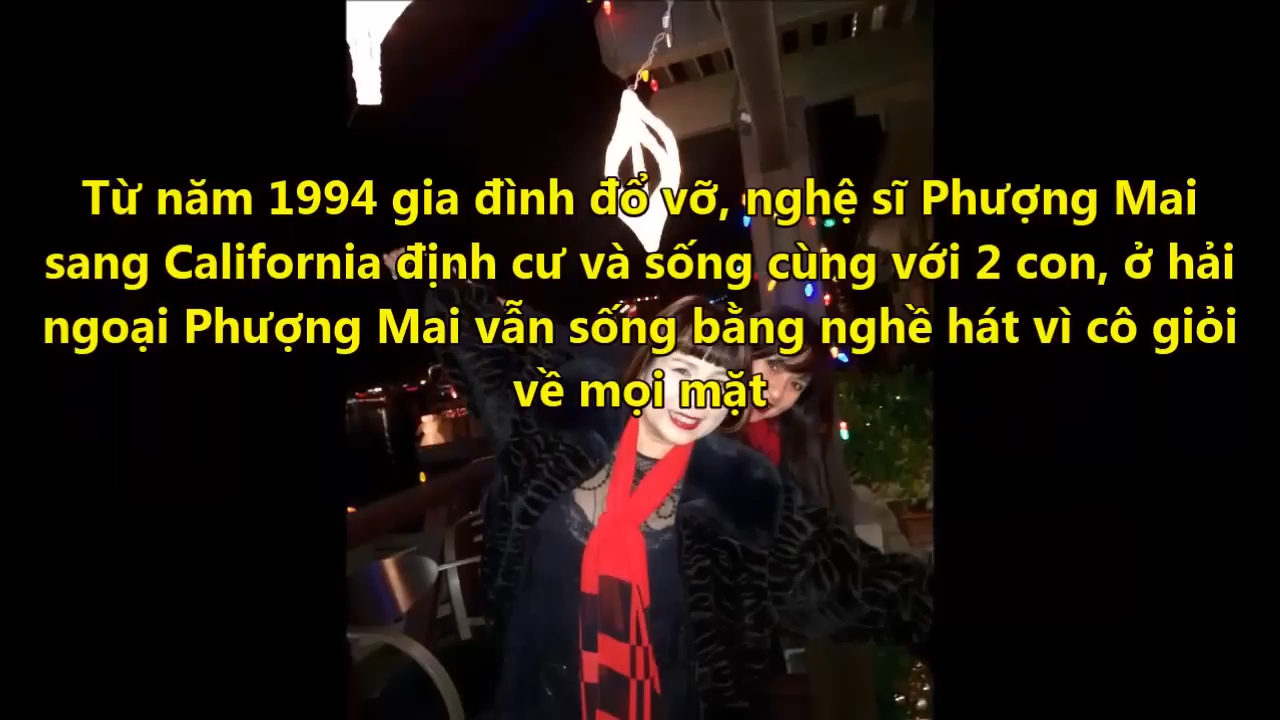 Từ năm 1994 gia đình đổ vỡ, nghệ sĩ Phượng Mai
sang California định cư và sống cùng với 2 con, ở hải
ngoại Phượng Mai vẫn sống bằng nghề hát vì cô giỏi
về mọi mặt